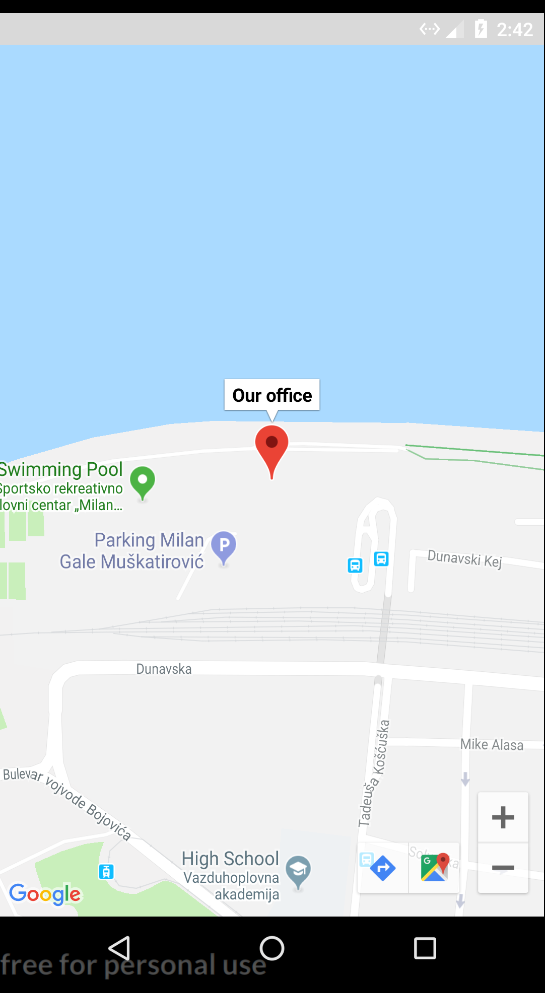 2:42
Our office
Swimming Pool
Sportsko rekreativno
lovni centar „Milan...
Parking Milan
Gale Muškatirović
P
Dunavski Kej
Dunavska
Mike Alasa
Tadeuša Košćuška
Bulevar vojvode Bojovića
High School
Vazduhoplovna
akademija
Google
free for personal use